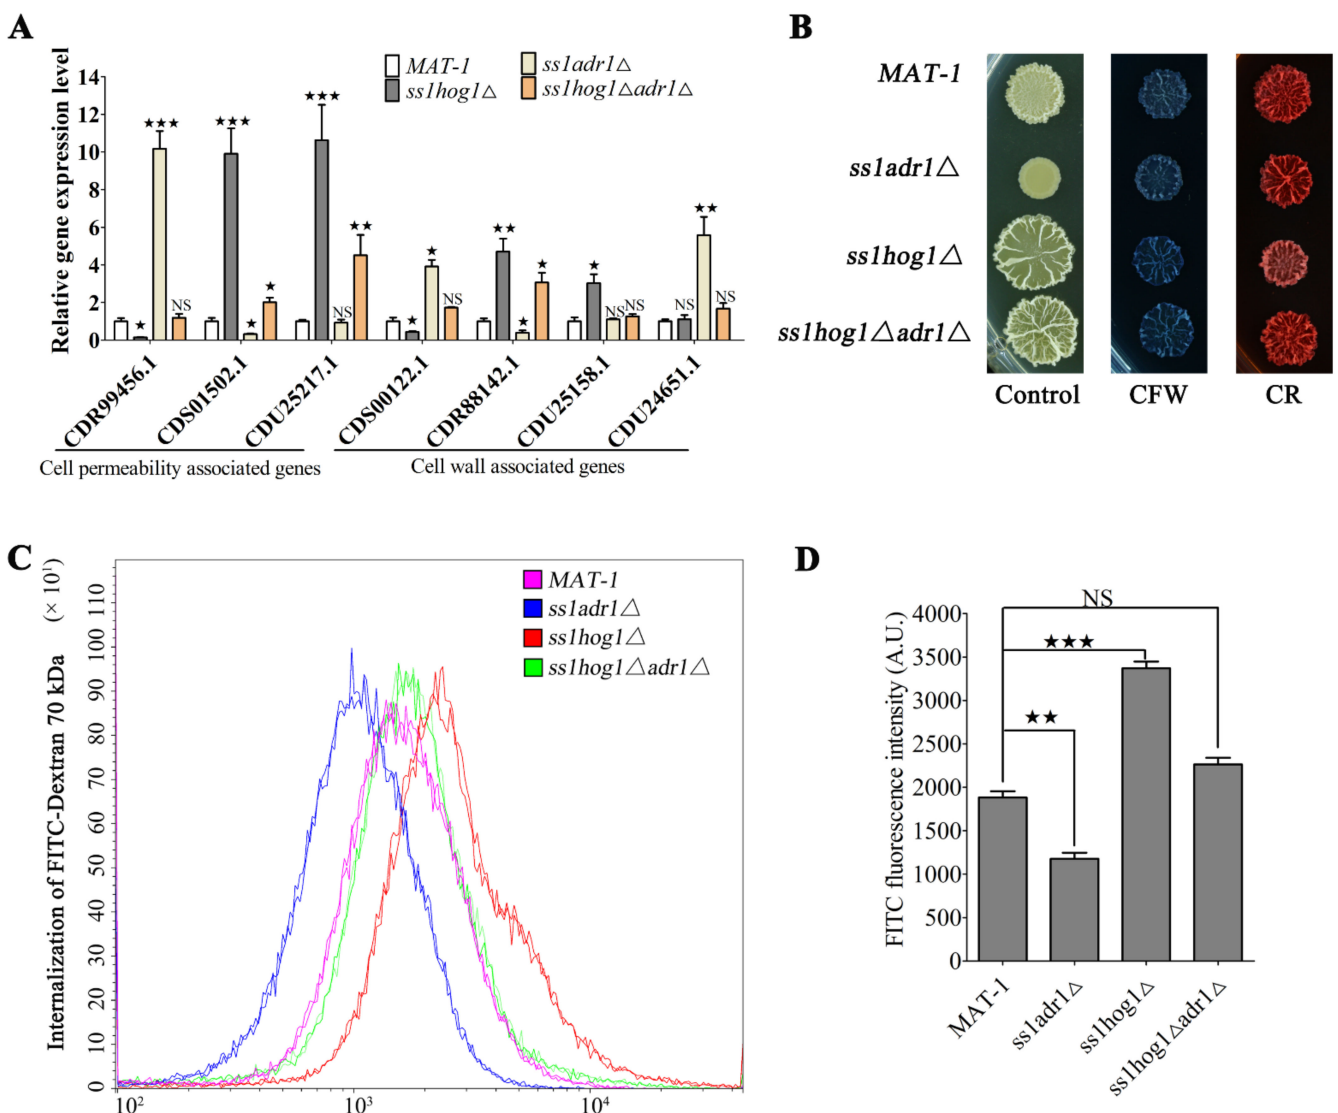 A
Relative gene expression level
14
12
10
8
6
4
2
0
MAT-1
ss1hog1△
ss1adr1△
ss1hog1△adr1△
★★★
★
NS
★★★
★
★
★★★
NS
★★
★
★
NS
★★
★
★
★
NS
NS
NS
★★
NS
CDR99456.1
CDS01502.1
CDU25217.1
CDS00122.1
CDR88142.1
CDU25158.1
CDU24651.1
Cell permeability associated genes
Cell wall associated genes
B
MAT-1
ss1adr1△
ss1hog1△
ss1hog1△adr1△
Control
CFW
CR
C
Internalization of FITC-Dextran 70 kDa (× 10¹)
110
100
90
80
70
60
50
40
30
20
10
0
10²
10³
10⁴
MAT-1
ss1adr1△
ss1hog1△
ss1hog1△adr1△
D
FITC fluorescence intensity (A.U.)
4000
3500
3000
2500
2000
1500
1000
500
0
NS
★★★
★★
MAT-1
ss1adr1△
ss1hog1△
ss1hog1△adr1△